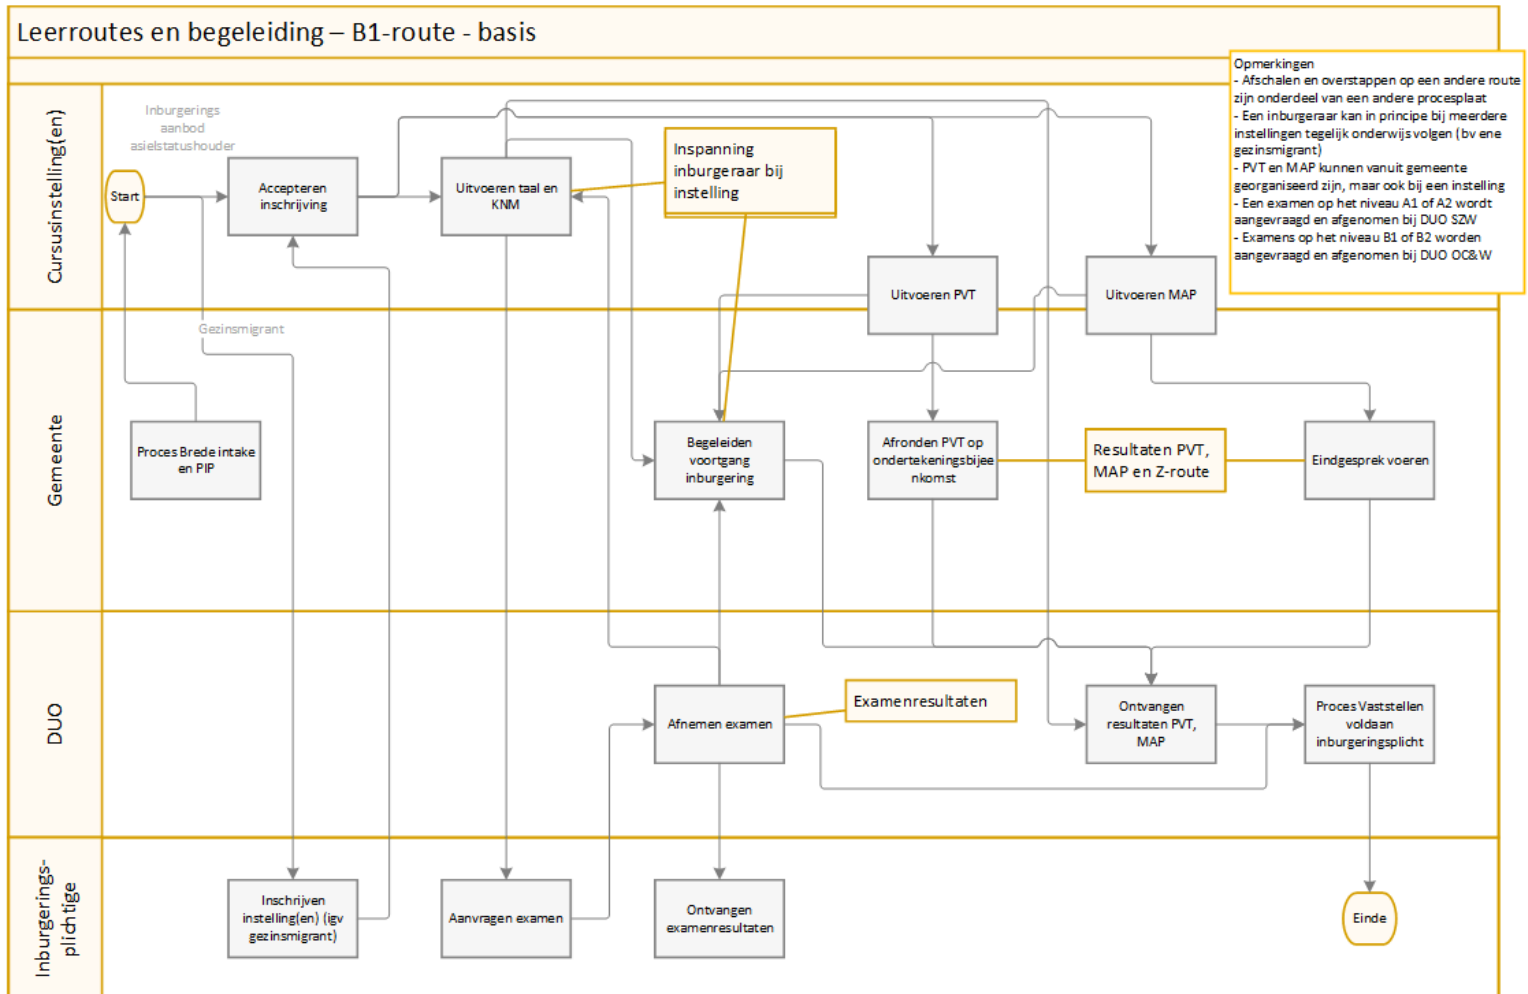 Leerroutes en begeleiding – B1-route - basis
Opmerkingen
- Afschalen en overstappen op een andere route
zijn onderdeel van een andere procesplaat
- Een inburgeraar kan in principe bij meerdere
instellingen tegelijk onderwijs volgen (bv ene
gezinsmigrant)
- PVT en MAP kunnen vanuit gemeente
georganiseerd zijn, maar ook bij een instelling
- Een examen op het niveau A1 of A2 wordt
aangevraagd en afgenomen bij DUO SZW
- Examens op het niveau B1 of B2 worden
aangevraagd en afgenomen bij DUO OC&W
Cursusinstelling(en)
Inburgerings
aanbod
asielstatushouder
Start
Accepteren
inschrijving
Uitvoeren taal en
KNM
Inspanning
inburgeraar bij
instelling
Uitvoeren PVT
Uitvoeren MAP
Gezinsmigrant
Gemeente
Proces Brede intake
en PIP
Begeleiden
voortgang
inburgering
Afronden PVT op
ondertekeningsbijee
nkomst
Resultaten PVT,
MAP en Z-route
Eindgesprek voeren
DUO
Afnemen examen
Examenresultaten
Ontvangen
resultaten PVT,
MAP
Proces Vaststellen
voldaan
inburgeringsplicht
Inburgerings-
plichtige
Inschrijven
instelling(en) (igv
gezinsmigrant)
Aanvragen examen
Ontvangen
examenresultaten
Einde